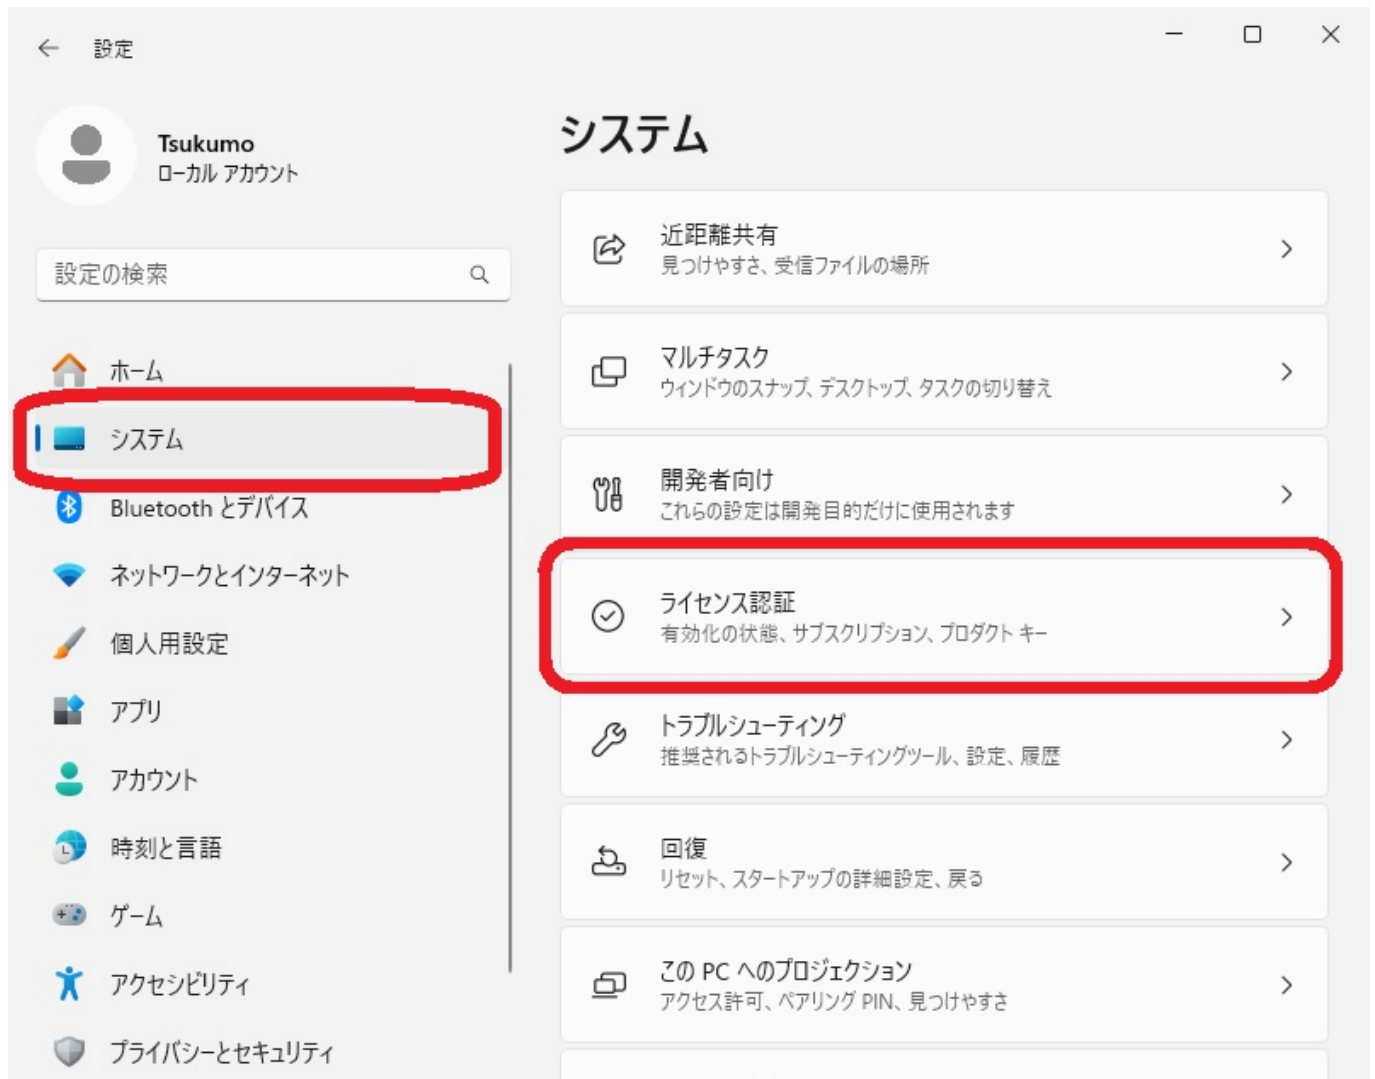 設定
Tsukumo
ローカル アカウント
設定の検索
ホーム
システム
Bluetooth とデバイス
ネットワークとインターネット
個人用設定
アプリ
アカウント
時刻と言語
ゲーム
アクセシビリティ
プライバシーとセキュリティ
システム
近距離共有
見つけやすさ、受信ファイルの場所
マルチタスク
ウィンドウのスナップ、デスクトップ、タスクの切り替え
開発者向け
これらの設定は開発目的だけに使用されます
ライセンス認証
有効化の状態、サブスクリプション、プロダクト キー
トラブルシューティング
推奨されるトラブルシューティングツール、設定、履歴
回復
リセット、スタートアップの詳細設定、戻る
この PC へのプロジェクション
アクセス許可、ペアリング PIN、見つけやすさ